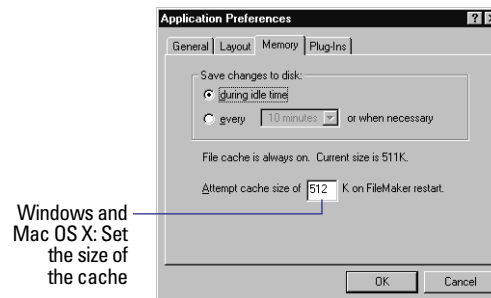 Application Preferences
General Layout Memory Plug-Ins
Save changes to disk:
during idle time
every 10 minutes or when necessary
File cache is always on. Current size is 511K.
Attempt cache size of 512 K on FileMaker restart.
Windows and
Mac OS X: Set
the size of
the cache
OK Cancel